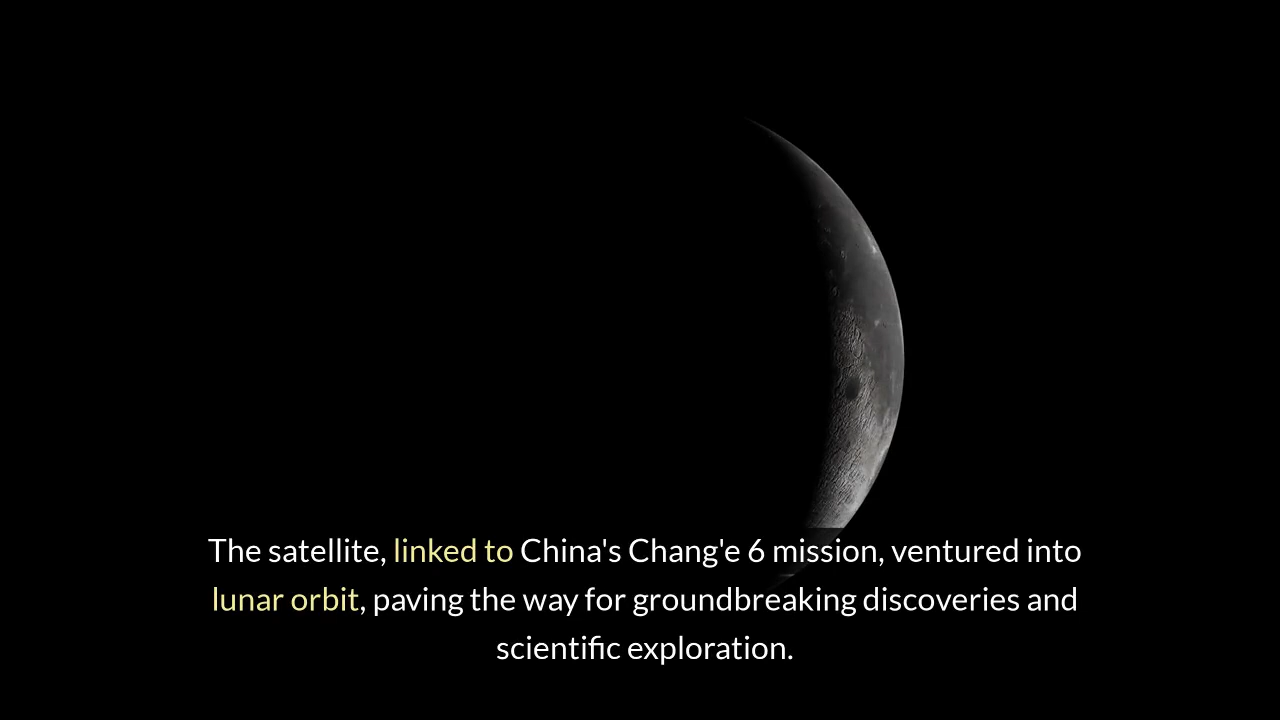 The satellite, linked to China's Chang'e 6 mission, ventured into
lunar orbit, paving the way for groundbreaking discoveries and
scientific exploration.